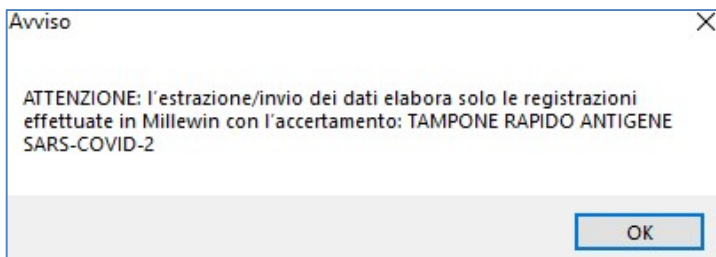 Avviso
ATTENZIONE: l'estrazione/invio dei dati elabora solo le registrazioni
effettuate in Millewin con l'accertamento: TAMPONE RAPIDO ANTIGENE
SARS-COVID-2
OK